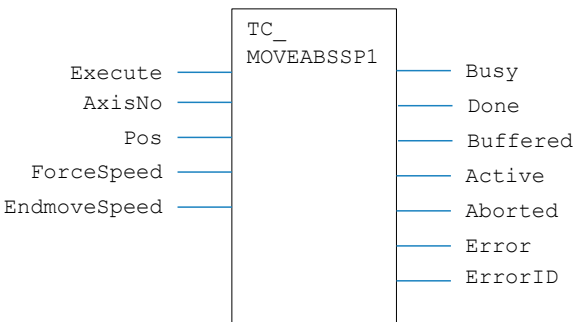 TC_
MOVEABSSP1
Execute
AxisNo
Pos
ForceSpeed
EndmoveSpeed
Busy
Done
Buffered
Active
Aborted
Error
ErrorID